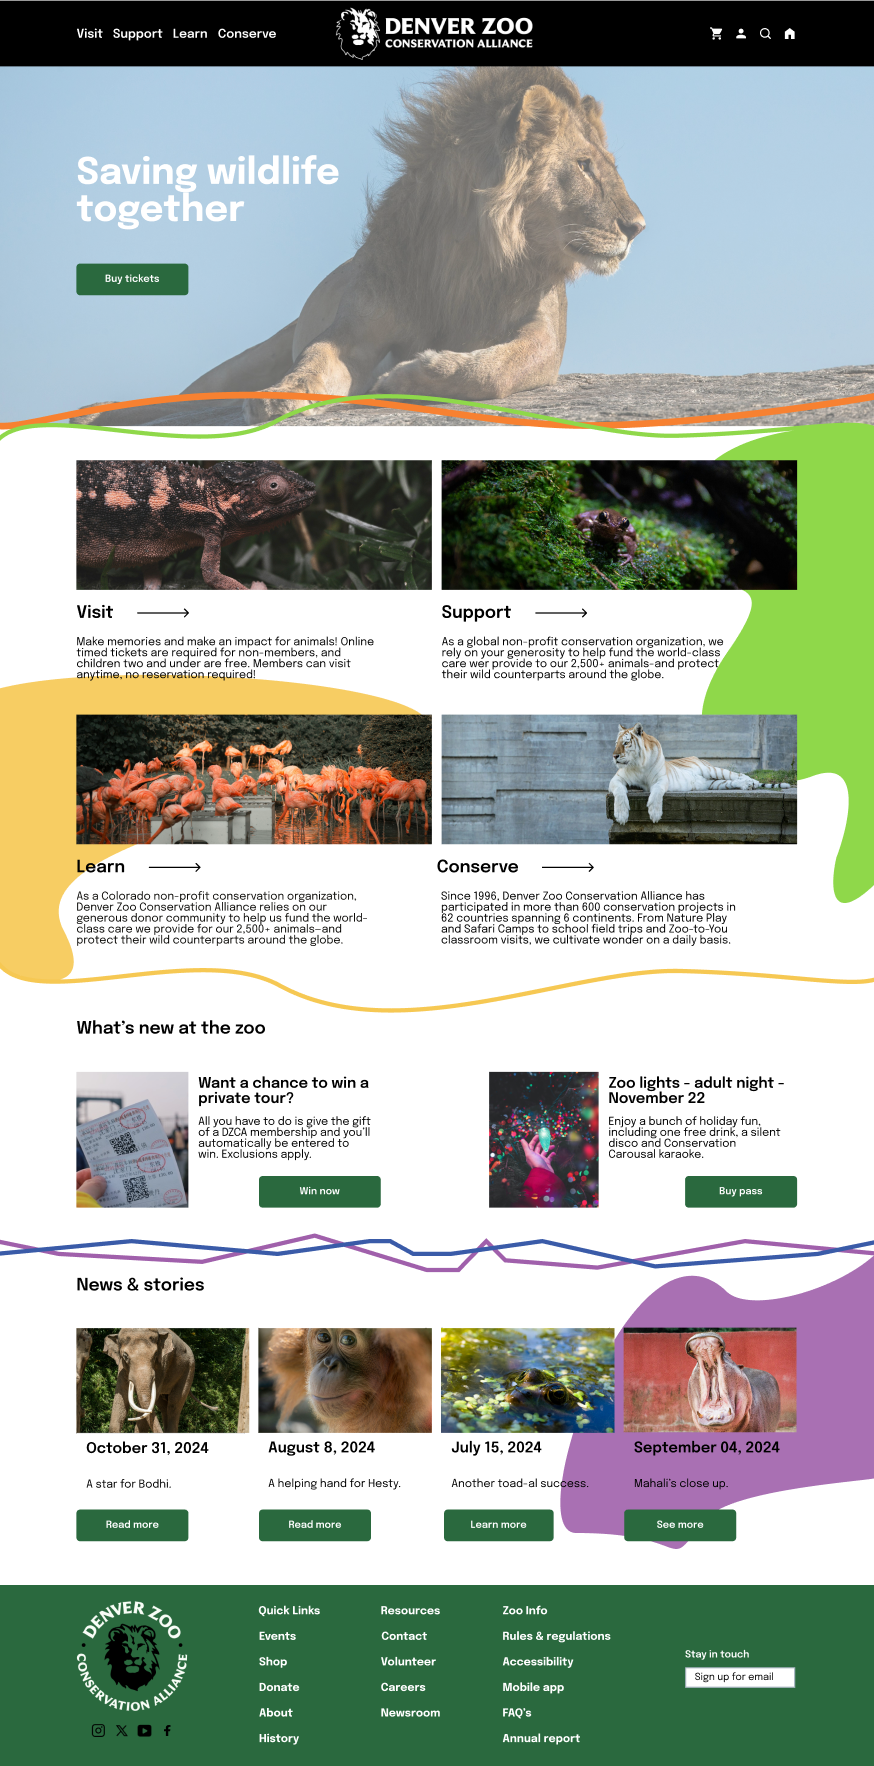 Visit Support Learn Conserve
DENVER ZOO
CONSERVATION ALLIANCE
Saving wildlife
together
Buy tickets
Visit
Make memories and make an impact for animals! Online
timed tickets are required for non-members, and
children two and under are free. Members can visit
anytime, no reservation required!
Support
As a global non-profit conservation organization, we
rely on your generosity to help fund the world-class
care wer provide to our 2,500+ animals-and protect
their wild counterparts around the globe.
Learn
As a Colorado non-profit conservation organization,
Denver Zoo Conservation Alliance relies on our
generous donor community to help us fund the world-
class care we provide for our 2,500+ animals—and
protect their wild counterparts around the globe.
Conserve
Since 1996, Denver Zoo Conservation Alliance has
participated in more than 600 conservation projects in
62 countries spanning 6 continents. From Nature Play
and Safari Camps to school field trips and Zoo-to-You
classroom visits, we cultivate wonder on a daily basis.
What's new at the zoo
Want a chance to win a
private tour?
All you have to do is give the gift
of a DZCA membership and you'll
automatically be entered to
win. Exclusions apply.
Win now
Zoo lights - adult night -
November 22
Enjoy a bunch of holiday fun,
including one free drink, a silent
disco and Conservation
Carousal karaoke.
Buy pass
News & stories
October 31, 2024
A star for Bodhi.
Read more
August 8, 2024
A helping hand for Hesty.
Read more
July 15, 2024
Another toad-al success.
Learn more
September 04, 2024
Mahali's close up.
See more
DENVER ZOO
CONSERVATION ALLIANCE
Quick Links
Events
Shop
Donate
About
History
Resources
Contact
Volunteer
Careers
Newsroom
Zoo Info
Rules & regulations
Accessibility
Mobile app
FAQ's
Annual report
Stay in touch
Sign up for email